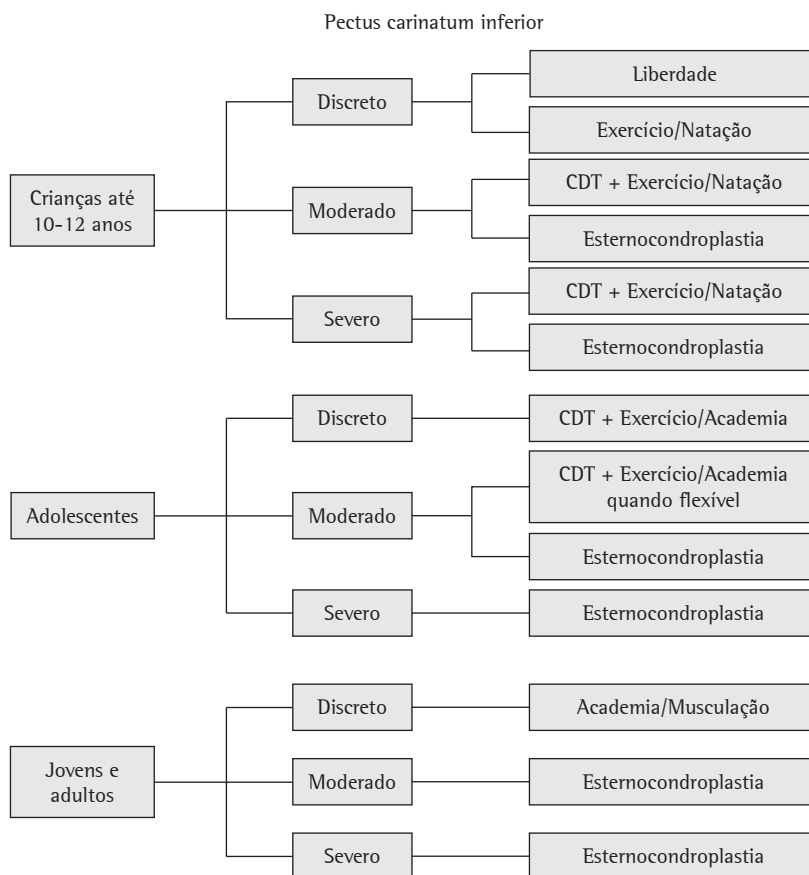 Pectus carinatum inferior
Crianças até
10-12 anos
Discreto
Liberdade
Exercício/Natação
Moderado
CDT + Exercício/Natação
Esternocondroplastia
Severo
CDT + Exercício/Natação
Esternocondroplastia
Adolescentes
Discreto
CDT + Exercício/Academia
Moderado
CDT + Exercício/Academia
quando flexível
Esternocondroplastia
Severo
Esternocondroplastia
Jovens e
adultos
Discreto
Academia/Musculação
Moderado
Esternocondroplastia
Severo
Esternocondroplastia